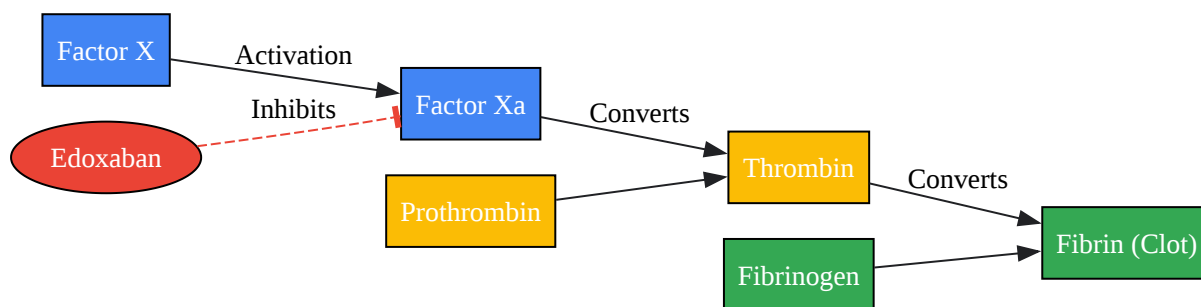 Factor X
Activation
Inhibits
Edoxaban
Factor Xa
Converts
Prothrombin
Thrombin
Converts
Fibrinogen
Fibrin (Clot)